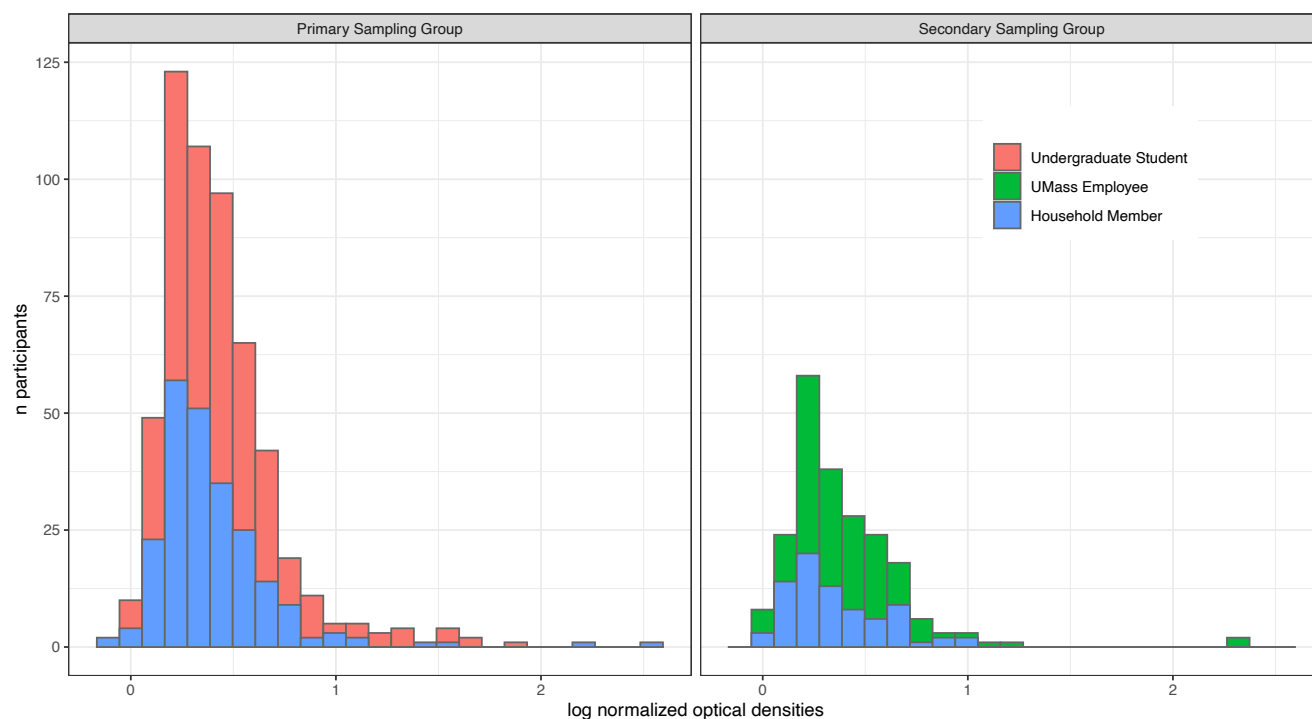 Primary Sampling Group
Secondary Sampling Group
n participants
125
100
75
50
25
0
Undergraduate Student
UMass Employee
Household Member
0 1 2
0 1 2
log normalized optical densities